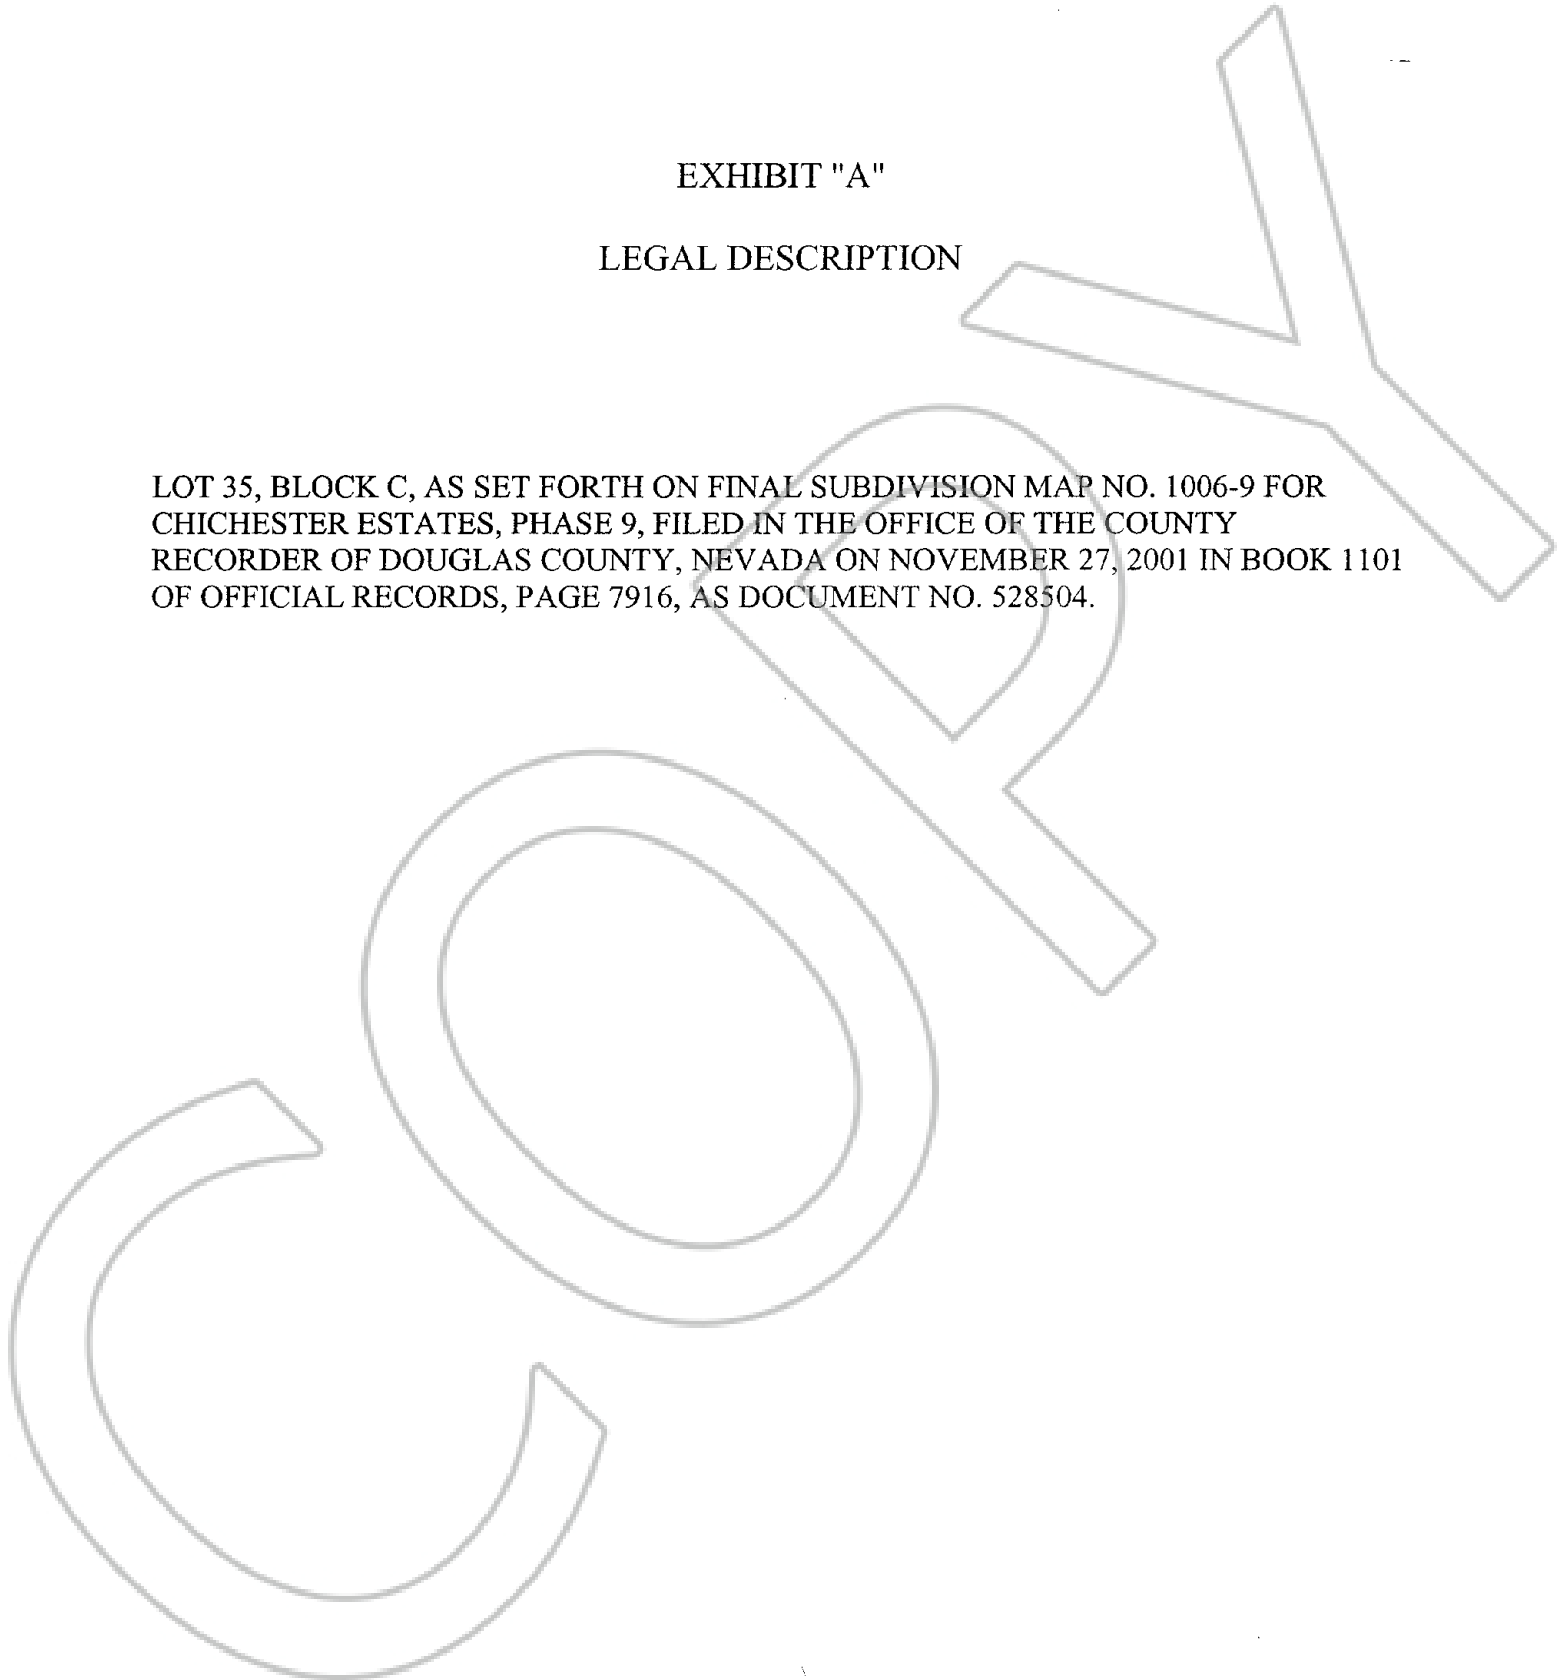 EXHIBIT "A"
LEGAL DESCRIPTION
LOT 35, BLOCK C, AS SET FORTH ON FINAL SUBDIVISION MAP NO. 1006-9 FOR
CHICHESTER ESTATES, PHASE 9, FILED IN THE OFFICE OF THE COUNTY
RECORDER OF DOUGLAS COUNTY, NEVADA ON NOVEMBER 27, 2001 IN BOOK 1101
OF OFFICIAL RECORDS, PAGE 7916, AS DOCUMENT NO. 528504.
COPY